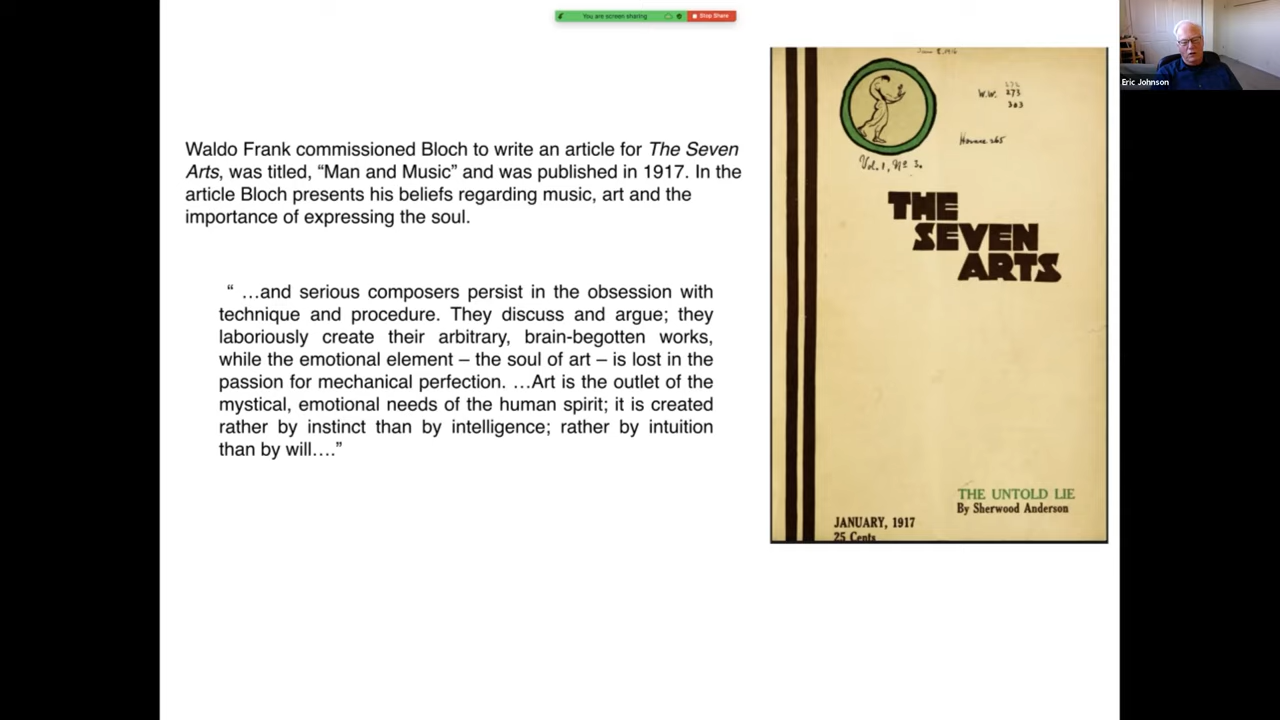 You are screen sharing
Stop Share
Eric Johnson
Waldo Frank commissioned Bloch to write an article for The Seven
Arts, was titled, “Man and Music” and was published in 1917. In the
article Bloch presents his beliefs regarding music, art and the
importance of expressing the soul.
“ …and serious composers persist in the obsession with
technique and procedure. They discuss and argue; they
laboriously create their arbitrary, brain-begotten works,
while the emotional element – the soul of art – is lost in the
passion for mechanical perfection. …Art is the outlet of the
mystical, emotional needs of the human spirit; it is created
rather by instinct than by intelligence; rather by intuition
than by will….”
W.W. 273
303
Vol. 1, No 3.
THE
SEVEN
ARTS
THE UNTOLD LIE
By Sherwood Anderson
JANUARY, 1917
25 Cents